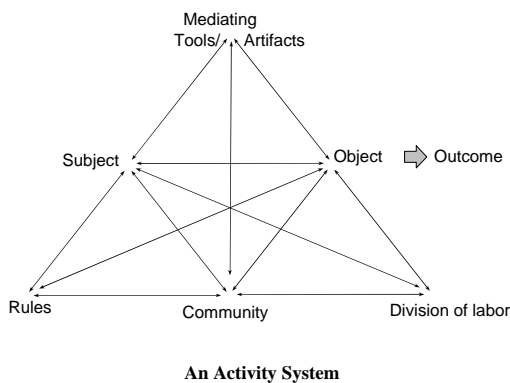 Mediating
Tools/ Artifacts
Subject
Object
Outcome
Rules
Community
Division of labor
An Activity System